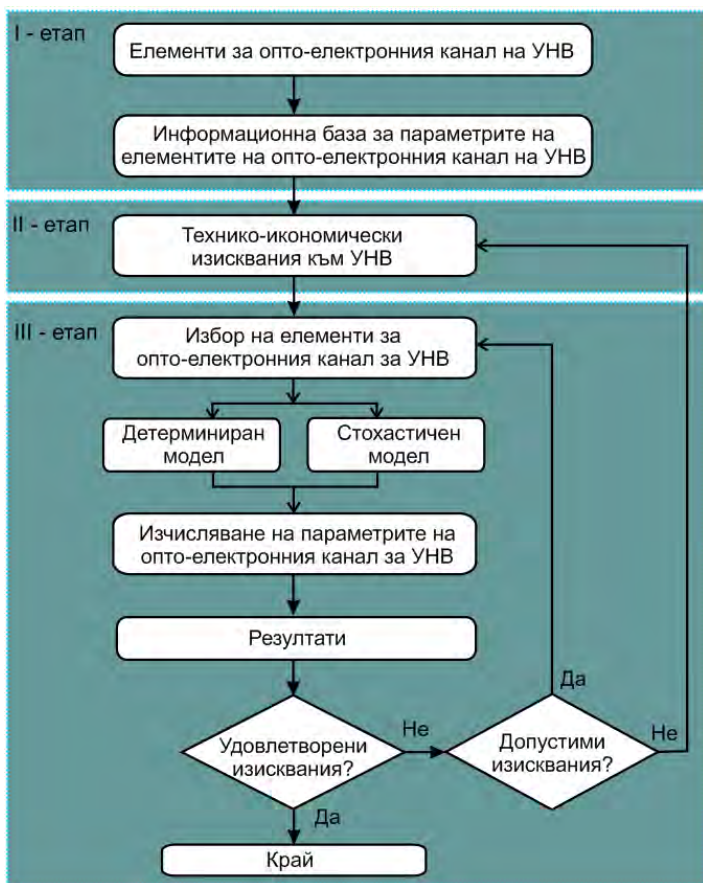 I - етап
Елементи за опто-електронния канал на УНВ
Информационна база за параметрите на
елементите на опто-електронния канал на УНВ
II - етап
Технико-икономически
изисквания към УНВ
III - етап
Избор на елементи за
опто-електронния канал за УНВ
Детерминиран
модел
Стохастичен
модел
Изчисляване на параметрите на
опто-електронния канал за УНВ
Резултати
Удовлетворени
изисквания?
Не
Допустими
изисквания?
Да
Не
Да
Край